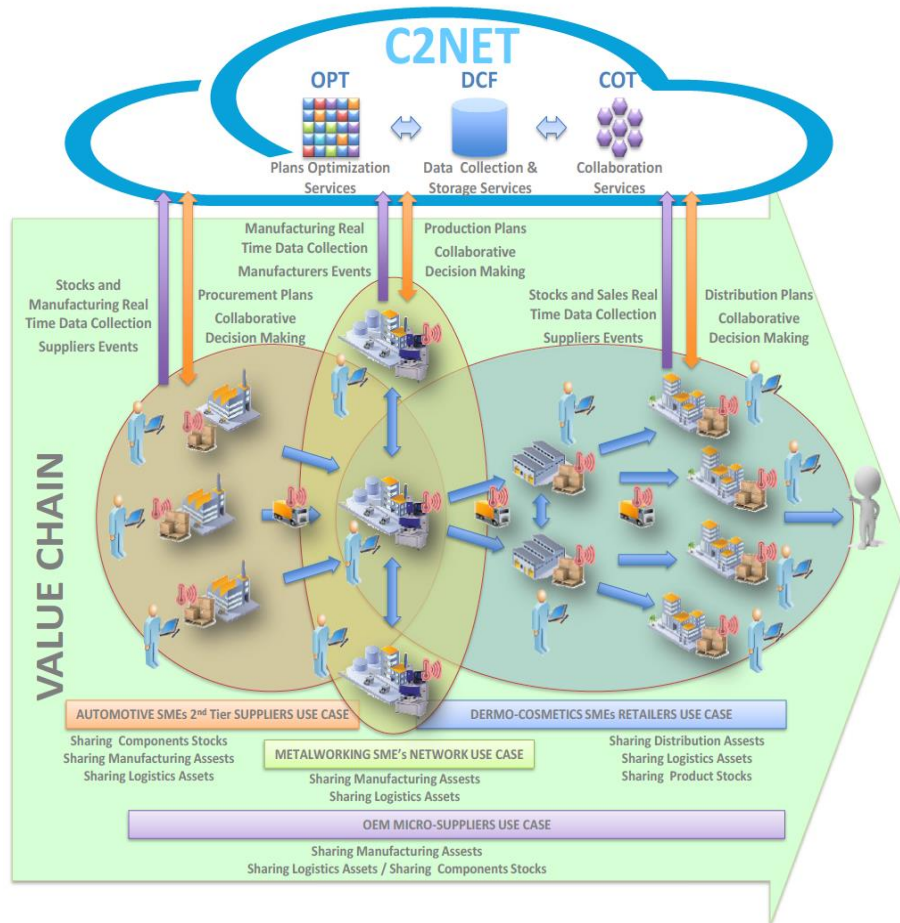 C2NET
OPT
DCF
COT
Plans Optimization
Services
Data Collection &
Storage Services
Collaboration
Services
Manufacturing Real
Time Data Collection
Manufacturers Events
Production Plans
Collaborative
Decision Making
Stocks and
Manufacturing Real
Time Data Collection
Suppliers Events
Procurement Plans
Collaborative
Decision Making
Stocks and Sales Real
Time Data Collection
Suppliers Events
Distribution Plans
Collaborative
Decision Making
VALUE CHAIN
AUTOMOTIVE SMEs 2nd Tier SUPPLIERS USE CASE
Sharing Components Stocks
Sharing Manufacturing Assests
Sharing Logistics Assets
METALWORKING SME's NETWORK USE CASE
Sharing Manufacturing Assests
Sharing Logistics Assets
DERMO-COSMETICS SMEs RETAILERS USE CASE
Sharing Distribution Assests
Sharing Logistics Assets
Sharing Product Stocks
OEM MICRO-SUPPLIERS USE CASE
Sharing Manufacturing Assests
Sharing Logistics Assets / Sharing Components Stocks